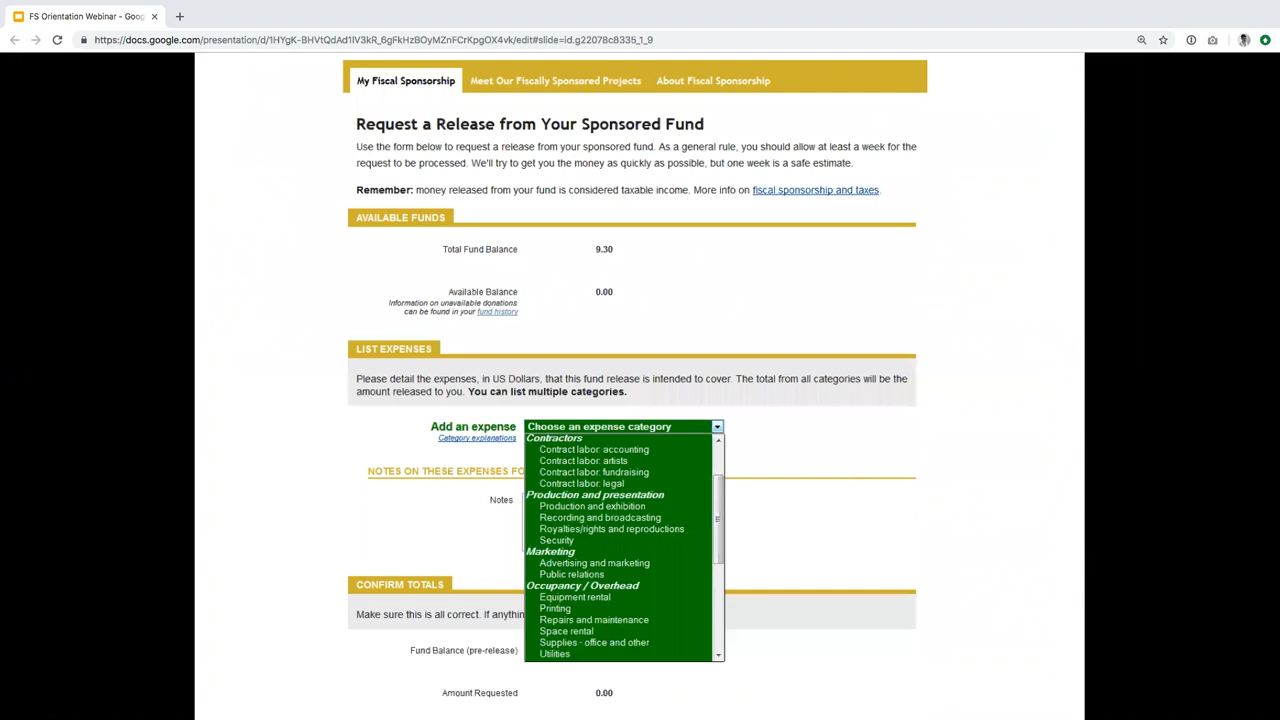 FS Orientation Webinar - Goog
https://docs.google.com/presentation/d/1HYgK-BHVtQdAd1lV3kR_6gFkHzBOyMZnFCrKpgOX4vk/edit#slide=id.g22078c8335_1_9
My Fiscal Sponsorship Meet Our Fiscally Sponsored Projects About Fiscal Sponsorship
Request a Release from Your Sponsored Fund
Use the form below to request a release from your sponsored fund. As a general rule, you should allow at least a week for the
request to be processed. We'll try to get you the money as quickly as possible, but one week is a safe estimate.
Remember: money released from your fund is considered taxable income. More info on fiscal sponsorship and taxes.
AVAILABLE FUNDS
Total Fund Balance 9.30
Available Balance 0.00
Information on unavailable donations
can be found in your fund history
LIST EXPENSES
Please detail the expenses, in US Dollars, that this fund release is intended to cover. The total from all categories will be the
amount released to you. You can list multiple categories.
Add an expense Choose an expense category
Category explanations Contractors
Contract labor: accounting
Contract labor: artists
Contract labor: fundraising
NOTES ON THESE EXPENSES FO
Contract labor: legal
Production and presentation
Notes Production and exhibition
Recording and broadcasting
Royalties/rights and reproductions
Security
Marketing
Advertising and marketing
Public relations
CONFIRM TOTALS Occupancy / Overhead
Equipment rental
Printing
Make sure this is all correct. If anythin Repairs and maintenance
Space rental
Supplies - office and other
Fund Balance (pre-release) Utilities
Amount Requested 0.00